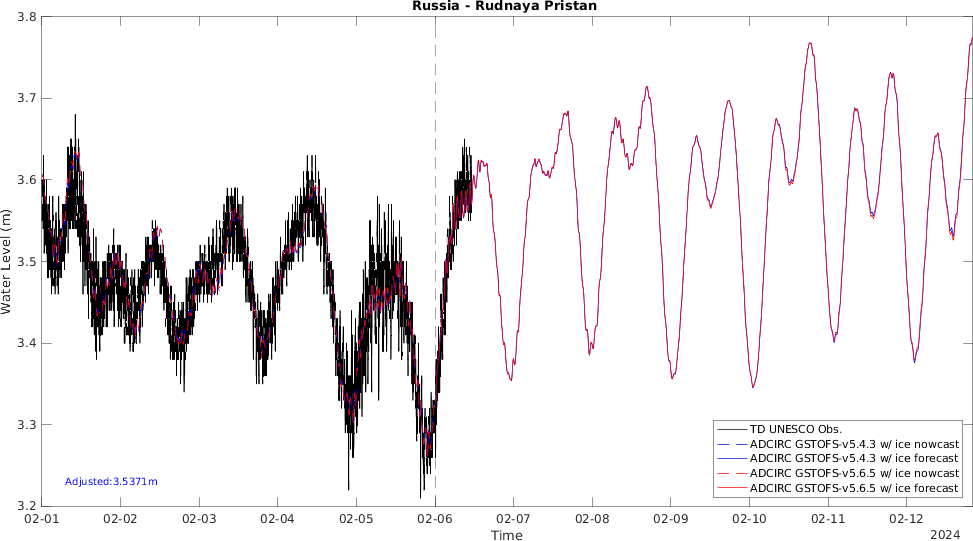 Russia - Rudnaya Pristan
Water Level (m)
3.8
3.7
3.6
3.5
3.4
3.3
3.2
Adjusted:3.5371m
TD UNESCO Obs.
ADCIRC GSTOFS-v5.4.3 w/ ice nowcast
ADCIRC GSTOFS-v5.4.3 w/ ice forecast
ADCIRC GSTOFS-v5.6.5 w/ ice nowcast
ADCIRC GSTOFS-v5.6.5 w/ ice forecast
02-01 02-02 02-03 02-04 02-05 02-06 02-07 02-08 02-09 02-10 02-11 02-12
Time
2024